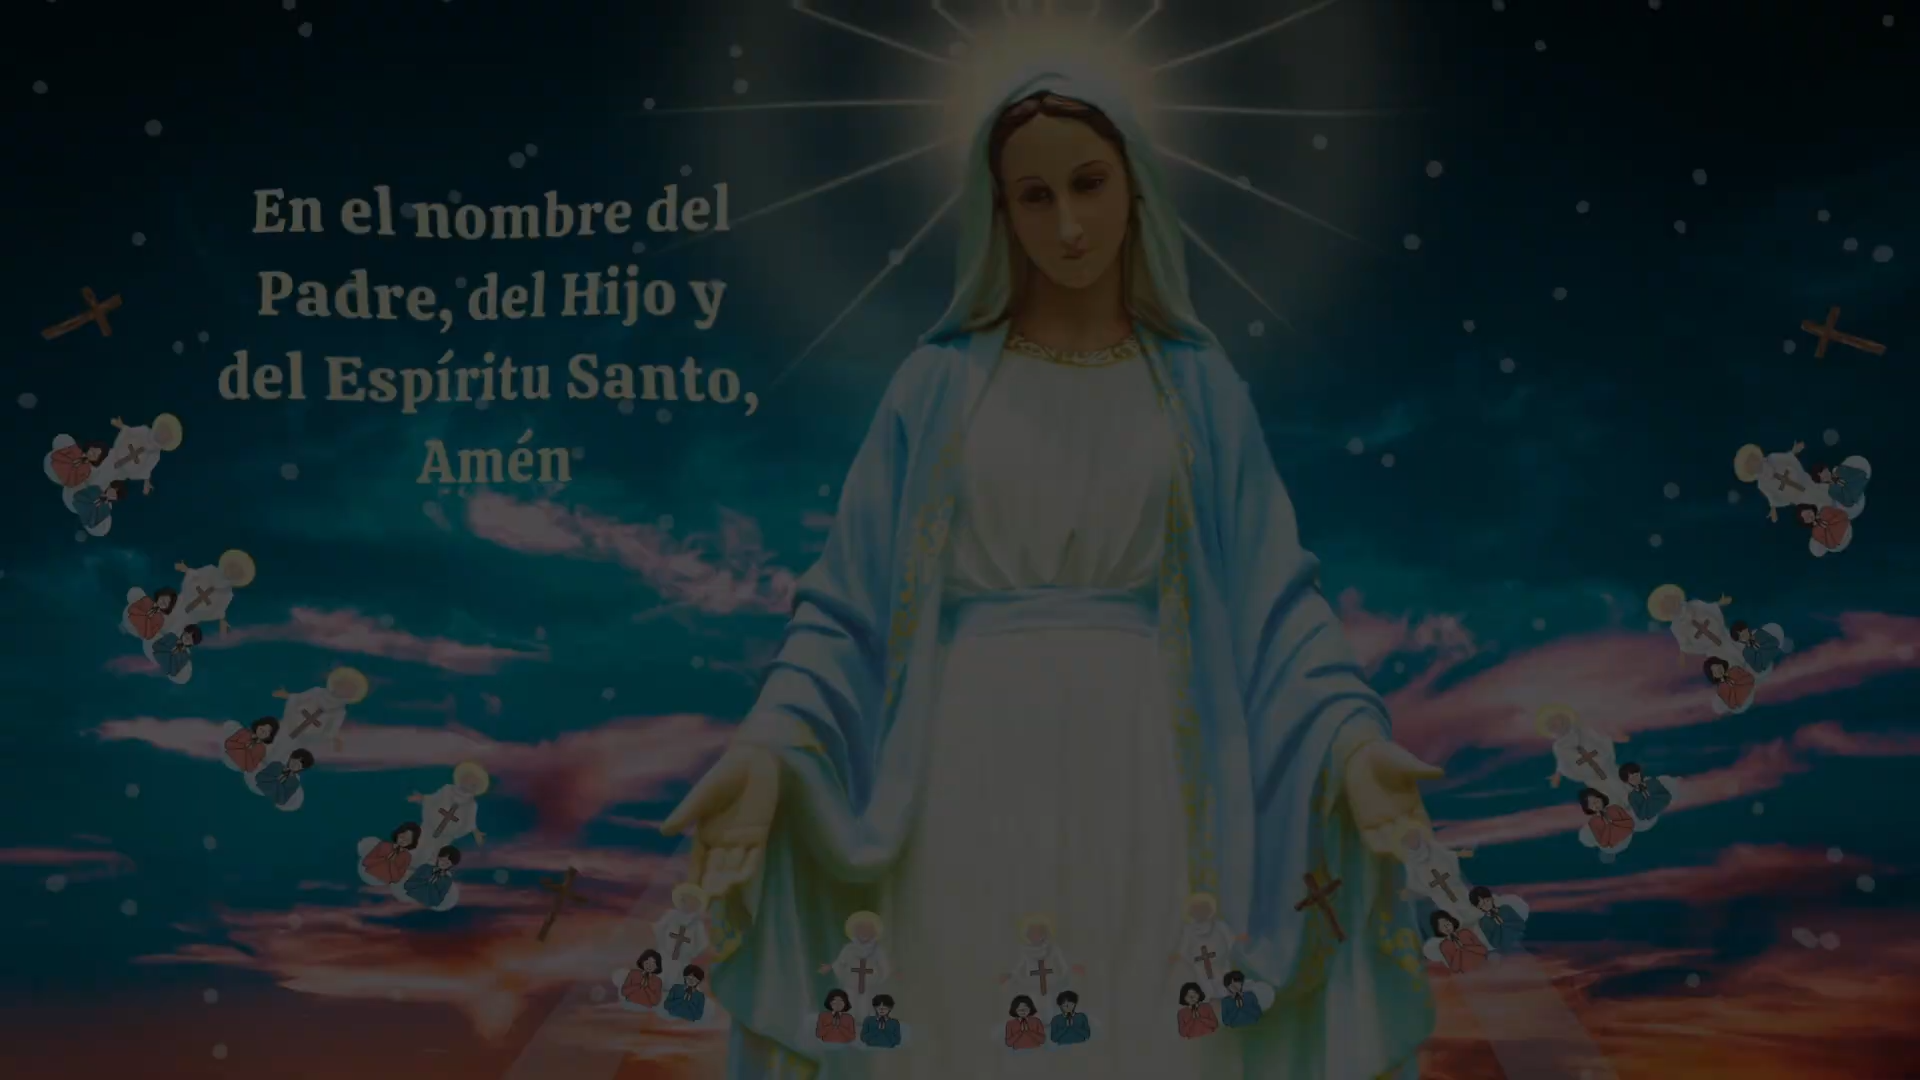 En el nombre del
Padre, del Hijo y
del Espíritu Santo,
Amén